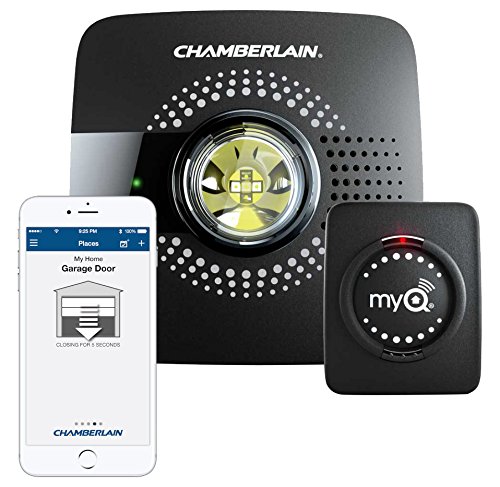 CHAMBERLAIN®
9:25 PM
100%
Places
My Home
Garage Door
CLOSING FOR 5 SECONDS
CHAMBERLAIN
myQ®